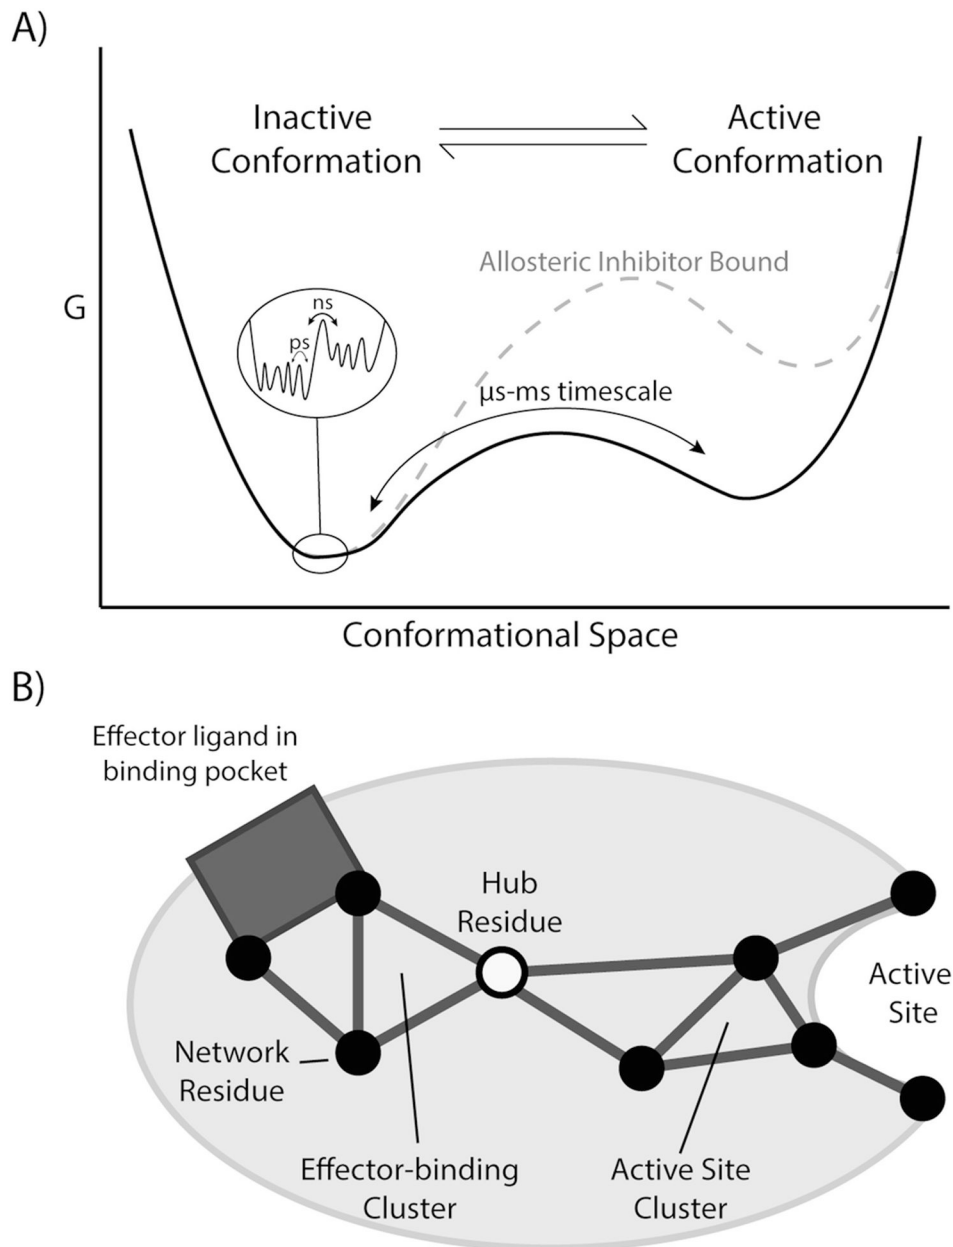 A)
Inactive
Conformation
Active
Conformation
Allosteric Inhibitor Bound
G
ns
ps
µs-ms timescale
Conformational Space
B)
Effector ligand in
binding pocket
Hub
Residue
Active
Site
Network
Residue
Effector-binding
Cluster
Active Site
Cluster